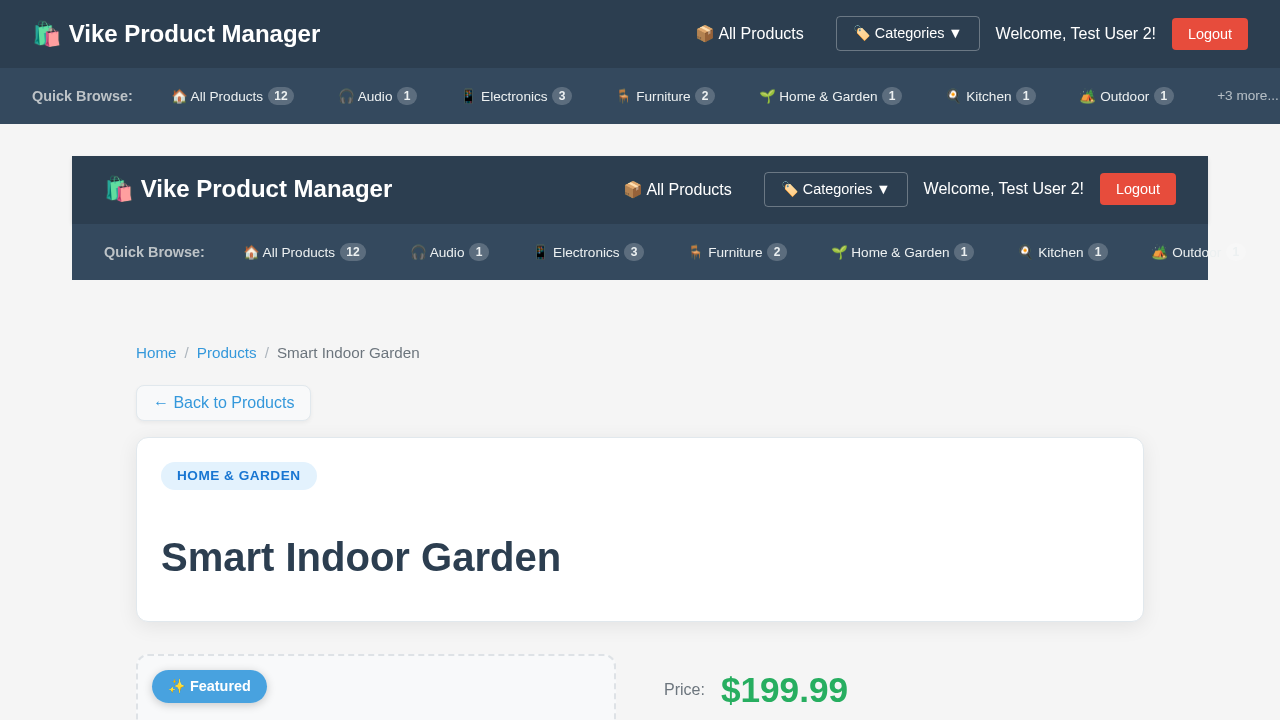 🛍️ Vike Product Manager
📦 All Products
🏷️ Categories ▼
Welcome, Test User 2!
Logout
Quick Browse:
🏠 All Products 12
🎧 Audio 1
📱 Electronics 3
🪑 Furniture 2
🌱 Home & Garden 1
🍳 Kitchen 1
🏕️ Outdoor 1
+3 more...
🛍️ Vike Product Manager
📦 All Products
🏷️ Categories ▼
Welcome, Test User 2!
Logout
Quick Browse:
🏠 All Products 12
🎧 Audio 1
📱 Electronics 3
🪑 Furniture 2
🌱 Home & Garden 1
🍳 Kitchen 1
🏕️ Outdoor 1
Home / Products / Smart Indoor Garden
← Back to Products
HOME & GARDEN
Smart Indoor Garden
✨ Featured
Price: $199.99